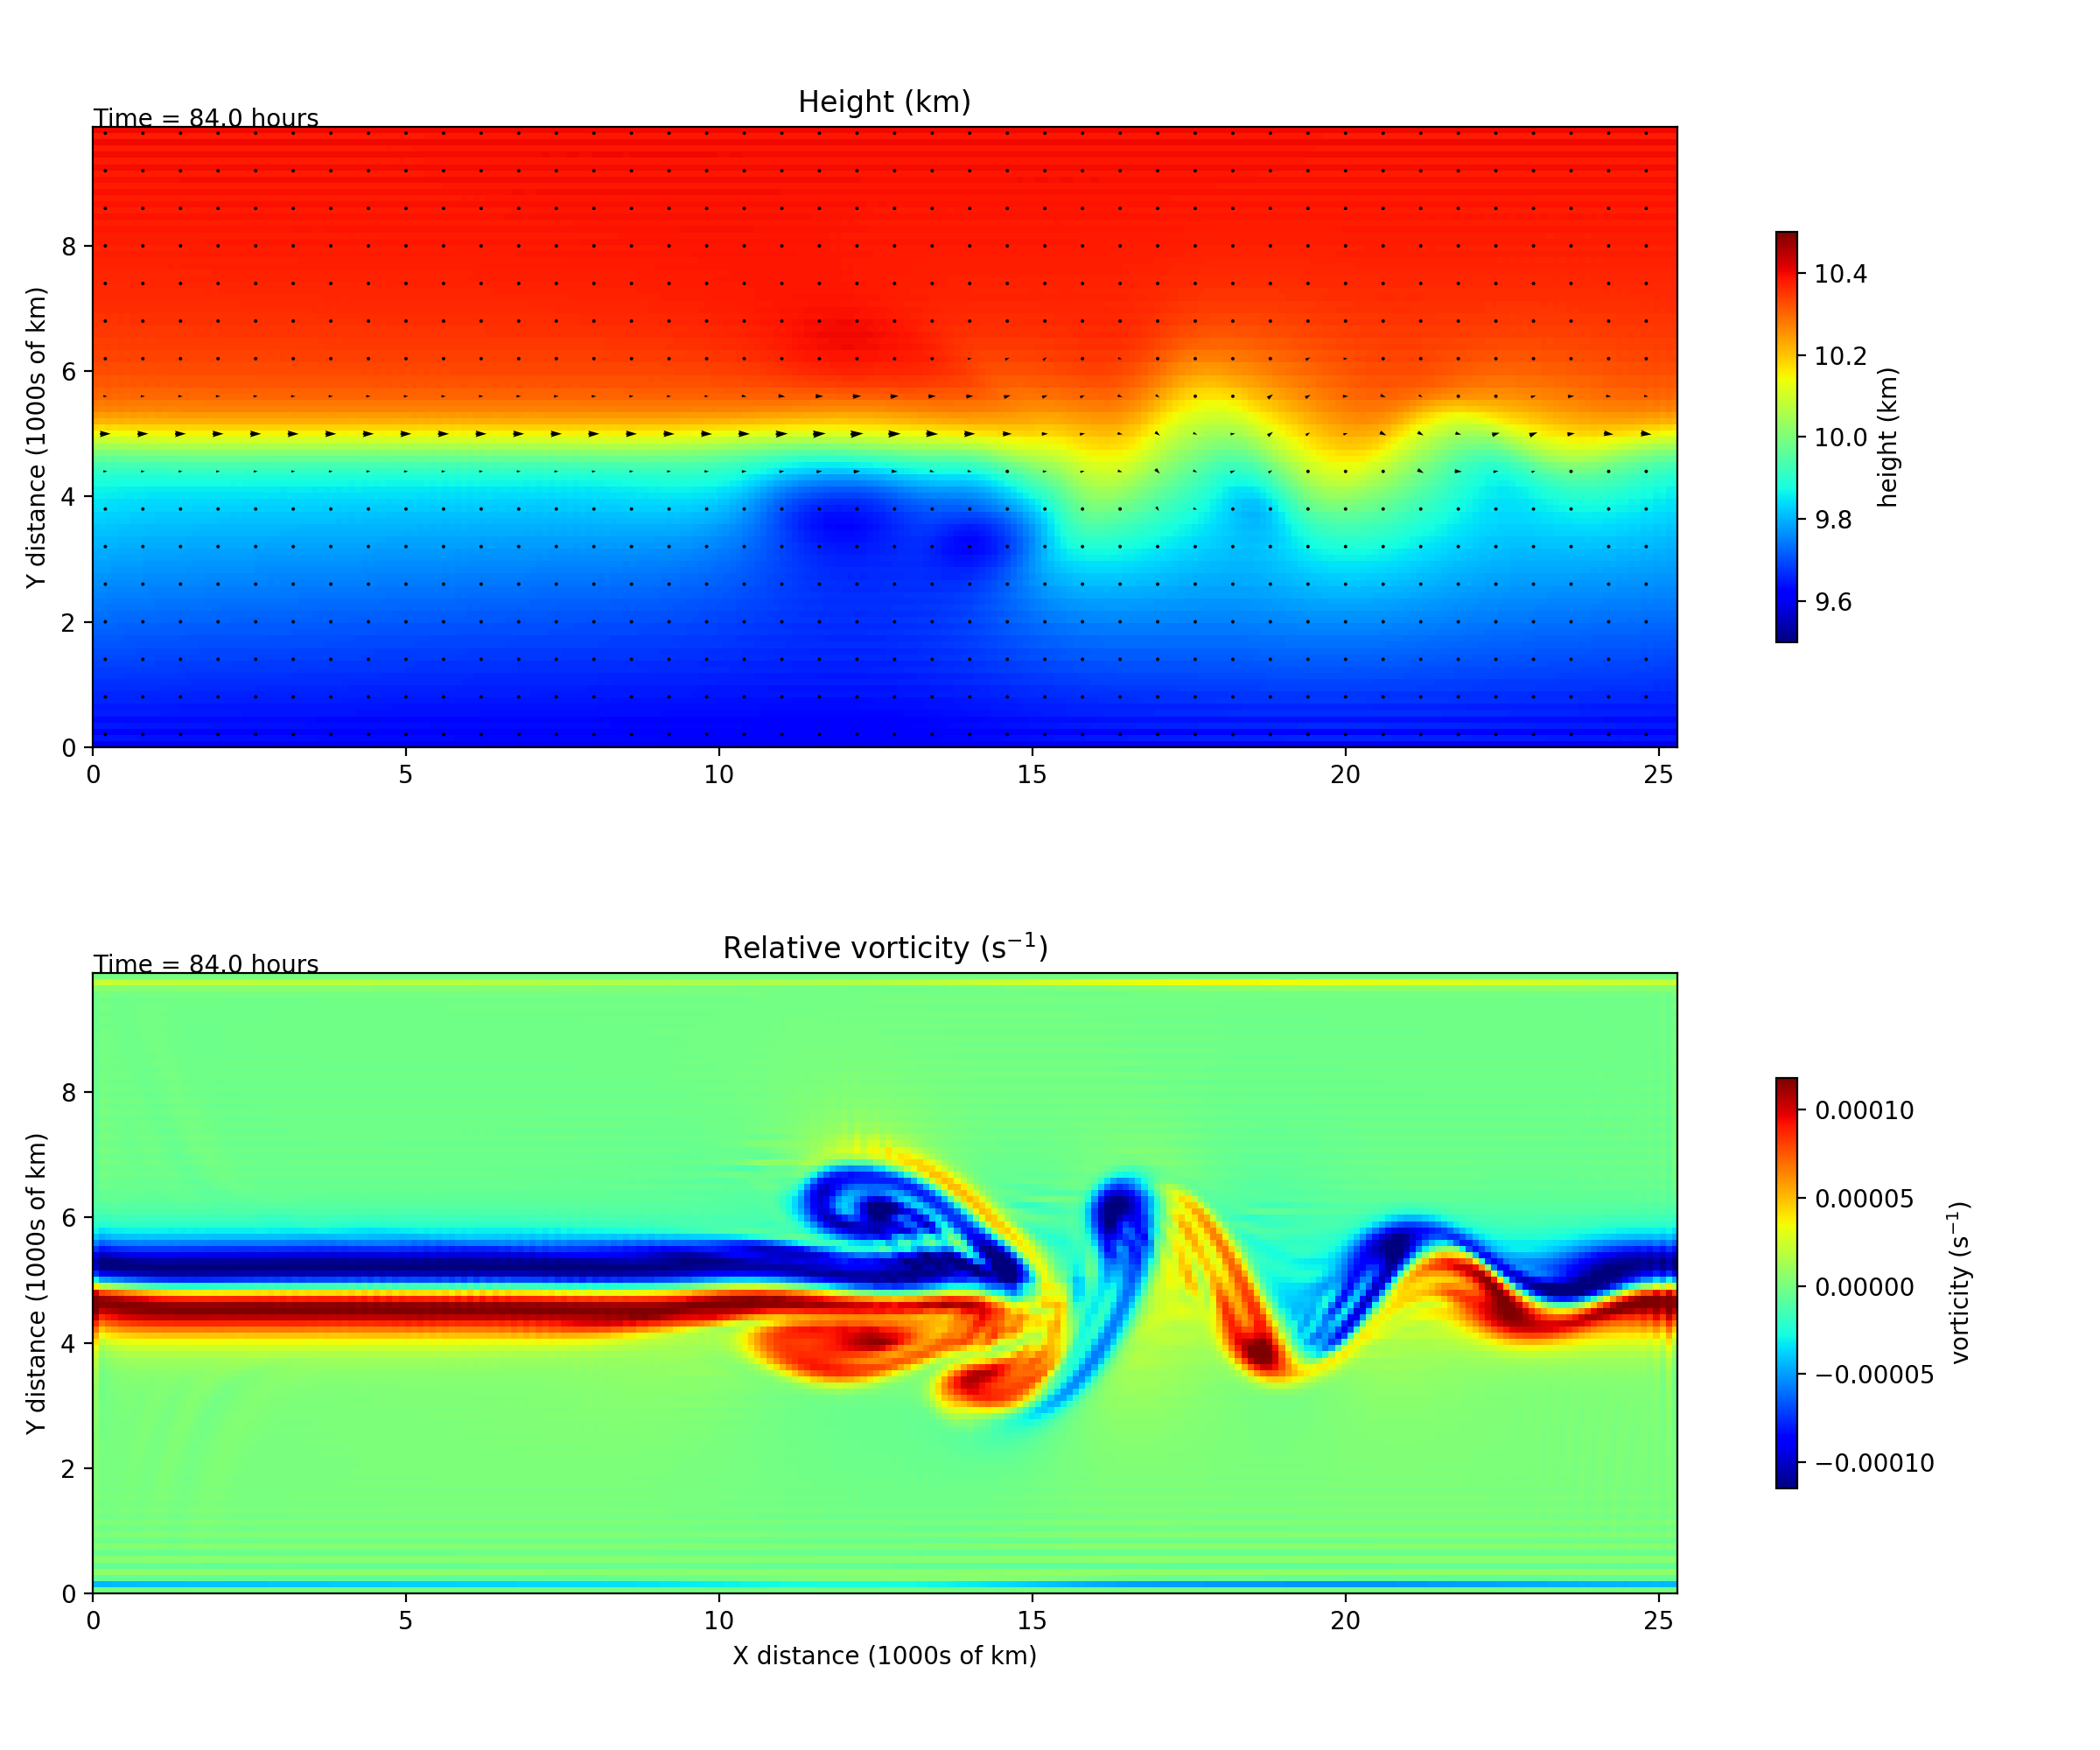 Height (km)
Time = 84.0 hours
Y distance (1000s of km)
8
6
4
2
0
0 5 10 15 20 25
10.4
10.2
10.0
9.8
9.6
height (km)
Relative vorticity (s⁻¹)
Time = 84.0 hours
Y distance (1000s of km)
8
6
4
2
0
0 5 10 15 20 25
X distance (1000s of km)
0.00010
0.00005
0.00000
−0.00005
−0.00010
vorticity (s⁻¹)